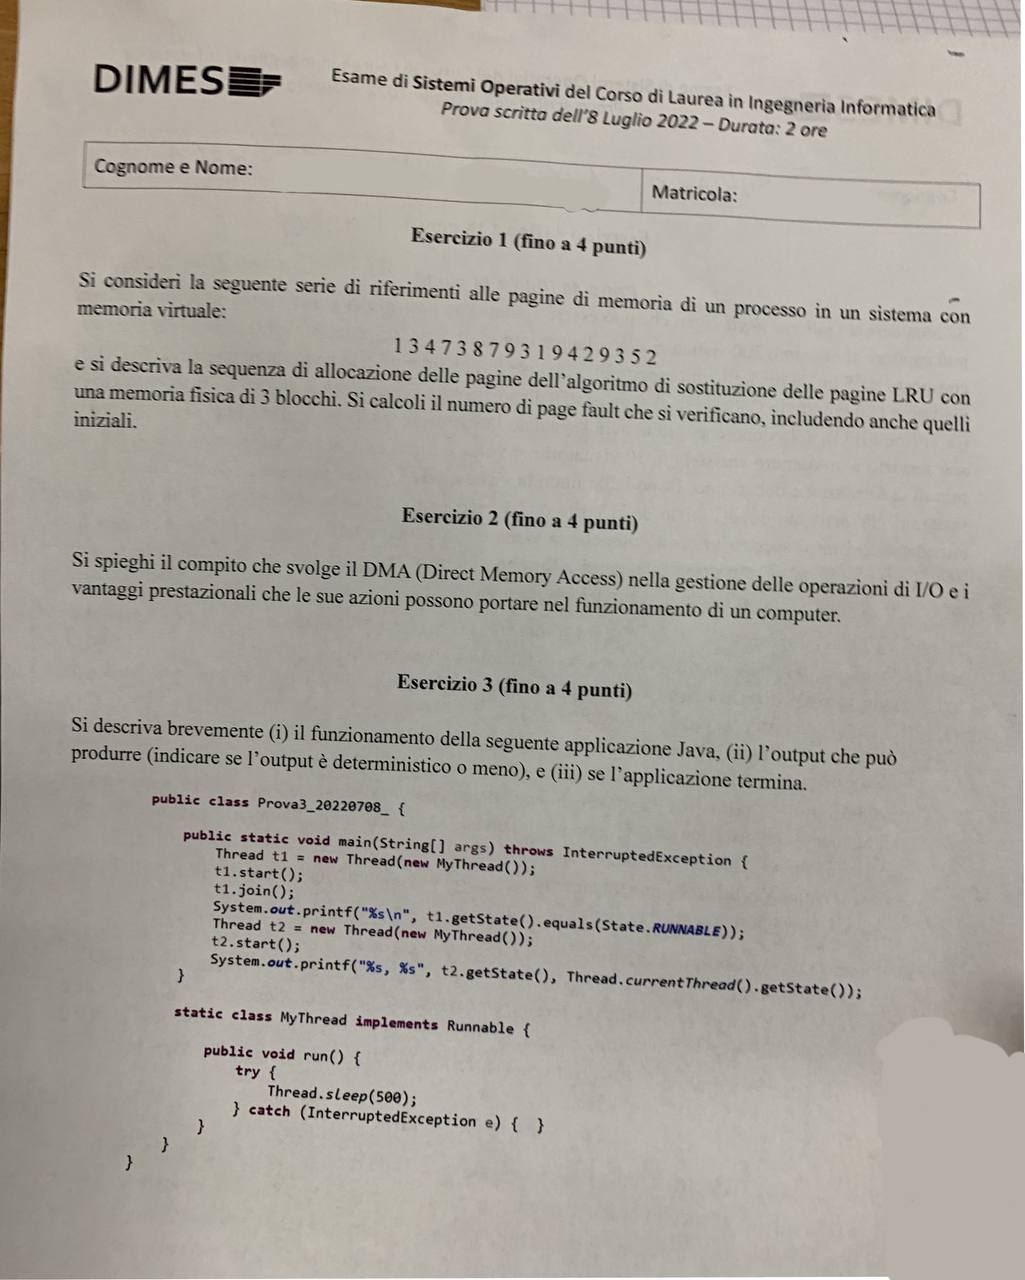 DIMES
Esame di Sistemi Operativi del Corso di Laurea in Ingegneria Informatica
Prova scritta dell'8 Luglio 2022 – Durata: 2 ore
Cognome e Nome:
Matricola:
Esercizio 1 (fino a 4 punti)
Si consideri la seguente serie di riferimenti alle pagine di memoria di un processo in un sistema con
memoria virtuale:
1 3 4 7 3 8 7 9 3 1 9 4 2 9 3 5 2
e si descriva la sequenza di allocazione delle pagine dell'algoritmo di sostituzione delle pagine LRU con
una memoria fisica di 3 blocchi. Si calcoli il numero di page fault che si verificano, includendo anche quelli
iniziali.
Esercizio 2 (fino a 4 punti)
Si spieghi il compito che svolge il DMA (Direct Memory Access) nella gestione delle operazioni di I/O e i
vantaggi prestazionali che le sue azioni possono portare nel funzionamento di un computer.
Esercizio 3 (fino a 4 punti)
Si descriva brevemente (i) il funzionamento della seguente applicazione Java, (ii) l'output che può
produrre (indicare se l'output è deterministico o meno), e (iii) se l'applicazione termina.
public class Prova3_20220708_ {
public static void main(String[] args) throws InterruptedException {
Thread t1 = new Thread(new MyThread());
t1.start();
t1.join();
System.out.printf("%s\n", t1.getState().equals(State.RUNNABLE));
Thread t2 = new Thread(new MyThread());
t2.start();
System.out.printf("%s, %s", t2.getState(), Thread.currentThread().getState());
}
static class MyThread implements Runnable {
public void run() {
try {
Thread.sleep(500);
} catch (InterruptedException e) { }
}
}
}